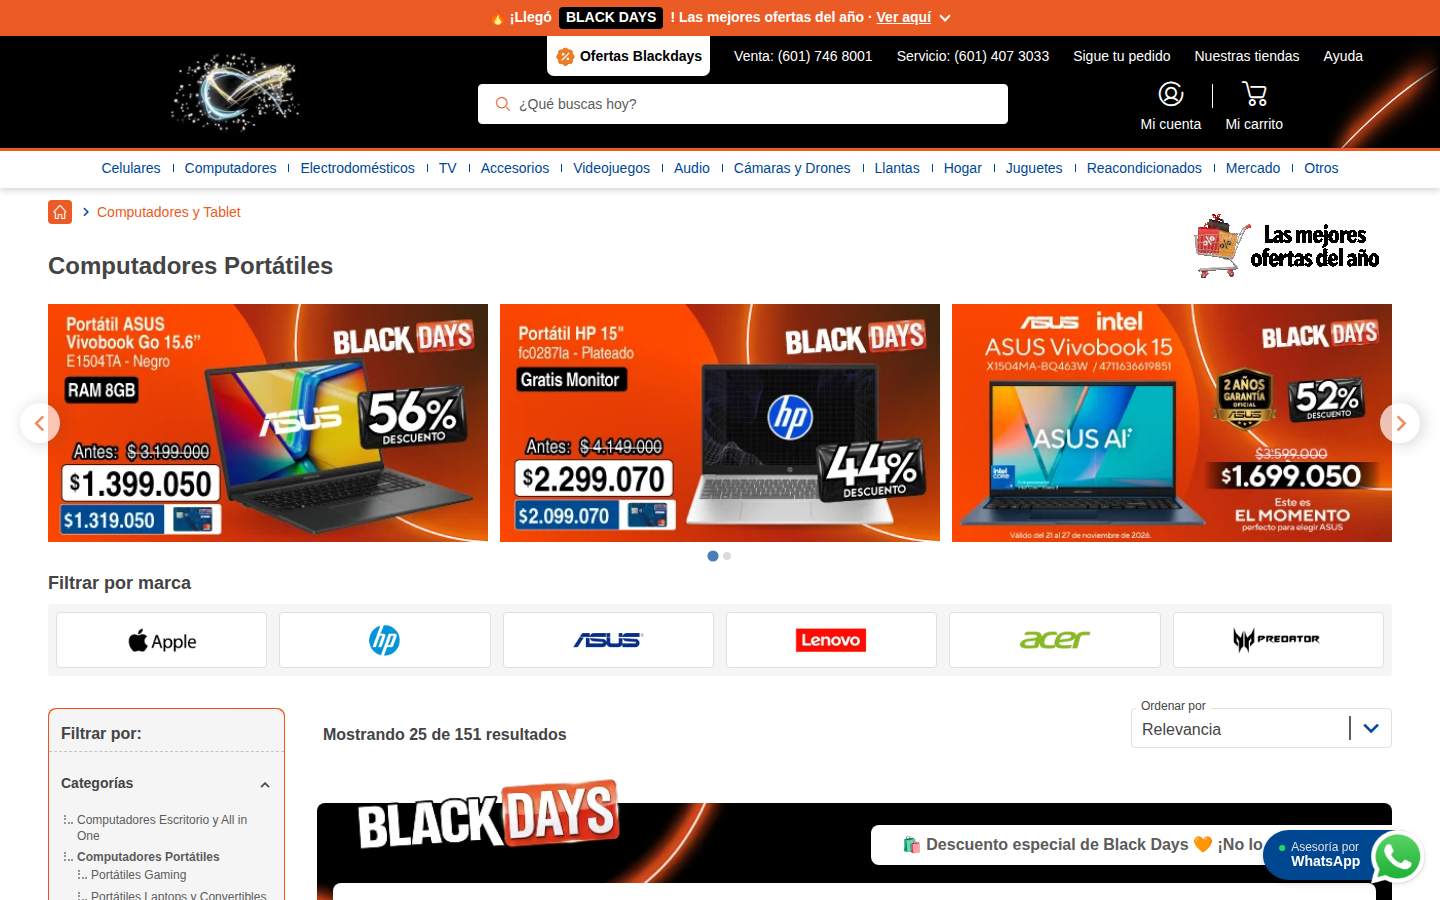 🔥 ¡Llegó BLACK DAYS ! Las mejores ofertas del año · Ver aquí
Ofertas Blackdays
Venta: (601) 746 8001
Servicio: (601) 407 3033
Sigue tu pedido
Nuestras tiendas
Ayuda
¿Qué buscas hoy?
Mi cuenta
Mi carrito
Celulares
Computadores
Electrodomésticos
TV
Accesorios
Videojuegos
Audio
Cámaras y Drones
Llantas
Hogar
Juguetes
Reacondicionados
Mercado
Otros
Computadores y Tablet
Las mejores
ofertas del año
Computadores Portátiles
Portátil ASUS
Vivobook Go 15.6”
E1504TA - Negro
RAM 8GB
BLACK DAYS
ASUS
56%
DESCUENTO
Antes: $ 3.199.000
$1.399.050
$1.319.050
Portátil HP 15"
fc0287la - Plateado
Gratis Monitor
BLACK DAYS
hp
44%
DESCUENTO
Antes: $ 4.149.000
$2.299.070
$2.099.070
ASUS intel
ASUS Vivobook 15
X1504MA-BQ463W / 4711636619851
BLACK DAYS
2 AÑOS
GARANTÍA
OFICIAL
ASUS
52%
DESCUENTO
ASUS AI
intel
CORE
$3.599.000
$1.699.050
Este es
EL MOMENTO
perfecto para elegir ASUS
Válido del 21 al 27 de noviembre de 2026.
Filtrar por marca
Apple
hp
ASUS
Lenovo
acer
PREDATOR
Filtrar por:
Categorías
Computadores Escritorio y All in
One
Computadores Portátiles
Portátiles Gaming
Portátiles Laptops y Convertibles
Mostrando 25 de 151 resultados
Ordenar por
Relevancia
BLACK DAYS
🛍️ Descuento especial de Black Days 🧡 ¡No lo
Asesoría por
WhatsApp